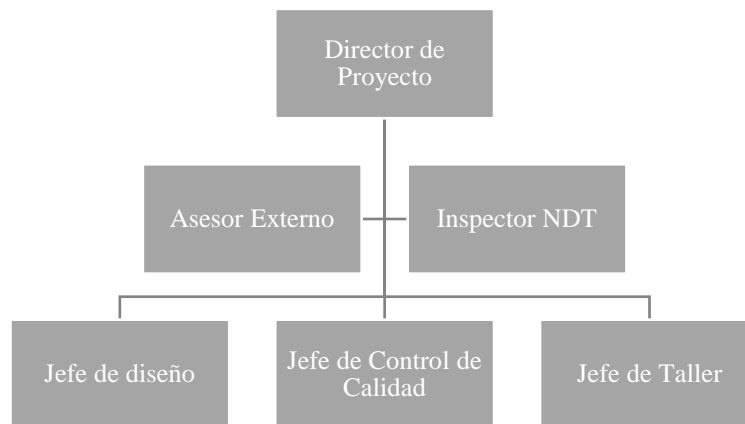 Director de
Proyecto
Asesor Externo
Inspector NDT
Jefe de diseño
Jefe de Control de
Calidad
Jefe de Taller